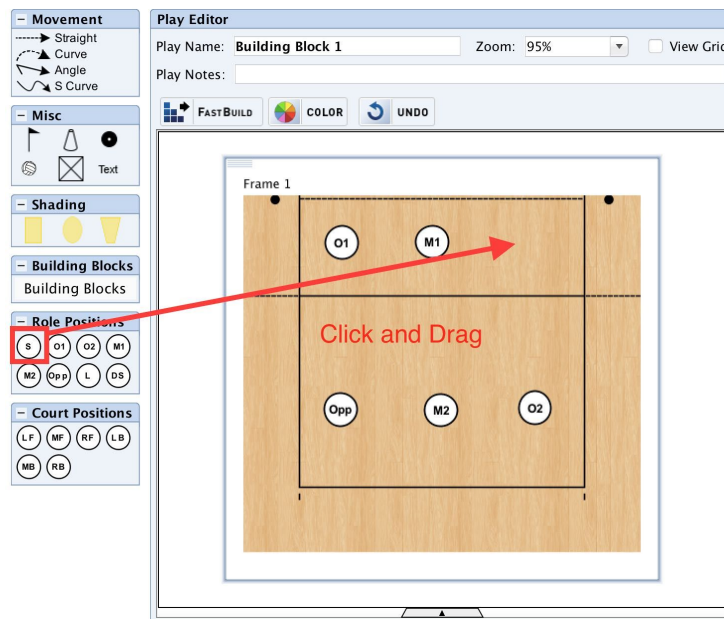 Movement
Straight
Curve
Angle
S Curve
Misc
Text
Shading
Building Blocks
Building Blocks
Role Positions
S O1 O2 M1
M2 Opp L DS
Court Positions
LF MF RF LB
MB RB
Play Editor
Play Name: Building Block 1 Zoom: 95% View Grid
Play Notes:
FASTBUILD COLOR UNDO
Frame 1
O1 M1
Click and Drag
Opp M2 O2